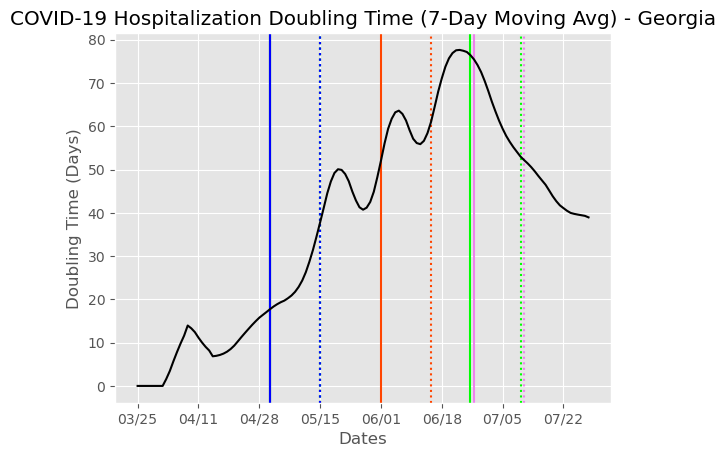 COVID-19 Hospitalization Doubling Time (7-Day Moving Avg) - Georgia
80
70
60
50
40
30
20
10
0
Doubling Time (Days)
03/25 04/11 04/28 05/15 06/01 06/18 07/05 07/22
Dates